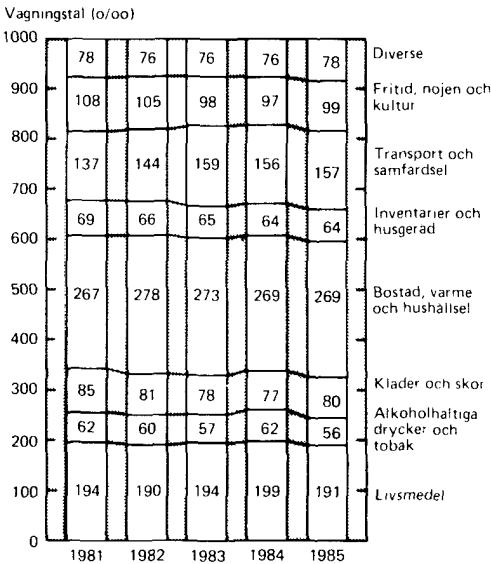 Vagningstal (o/oo)
1000
900
800
700
600
500
400
300
200
100
0
78 76 76 76 78
108 105 98 97 99
137 144 159 156 157
69 66 65 64 64
267 278 273 269 269
85 81 78 77 80
62 60 57 62 56
194 190 194 199 191
Diverse
Fritid, nojen och
kultur
Transport och
samfardsel
Inventarier och
husgerad
Bostad, varme
och hushållsel
Klader och skor
Alkoholhaltiga
drycker och
tobak
Livsmedel
1981 1982 1983 1984 1985